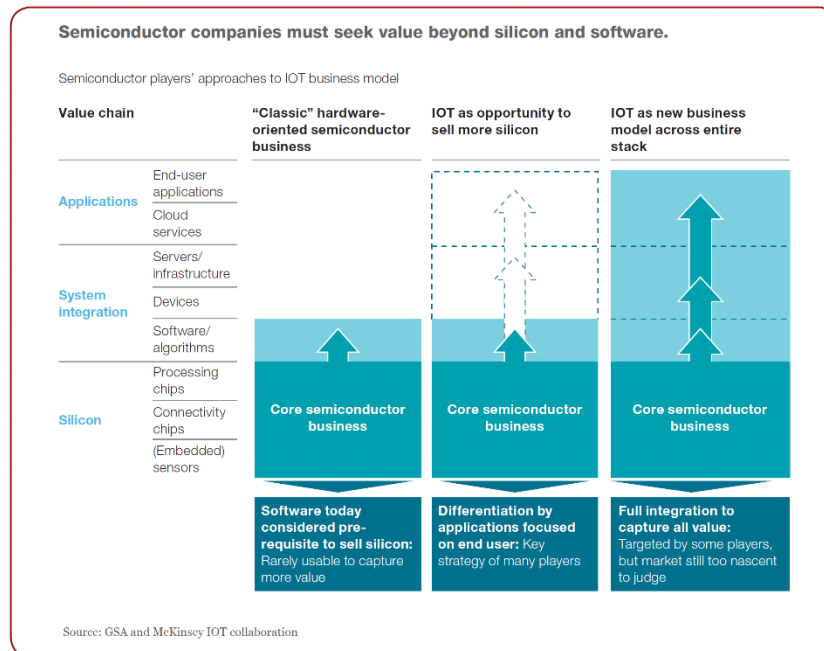 Semiconductor companies must seek value beyond silicon and software.
Semiconductor players’ approaches to IOT business model
Value chain
“Classic” hardware-
oriented semiconductor
business
IOT as opportunity to
sell more silicon
IOT as new business
model across entire
stack
Applications
End-user
applications
Cloud
services
System
integration
Servers/
infrastructure
Devices
Software/
algorithms
Silicon
Processing
chips
Connectivity
chips
(Embedded)
sensors
Core semiconductor
business
Core semiconductor
business
Core semiconductor
business
Software today
considered pre-
requisite to sell silicon:
Rarely usable to capture
more value
Differentiation by
applications focused
on end user: Key
strategy of many players
Full integration to
capture all value:
Targeted by some players,
but market still too nascent
to judge
Source: GSA and McKinsey IOT collaboration